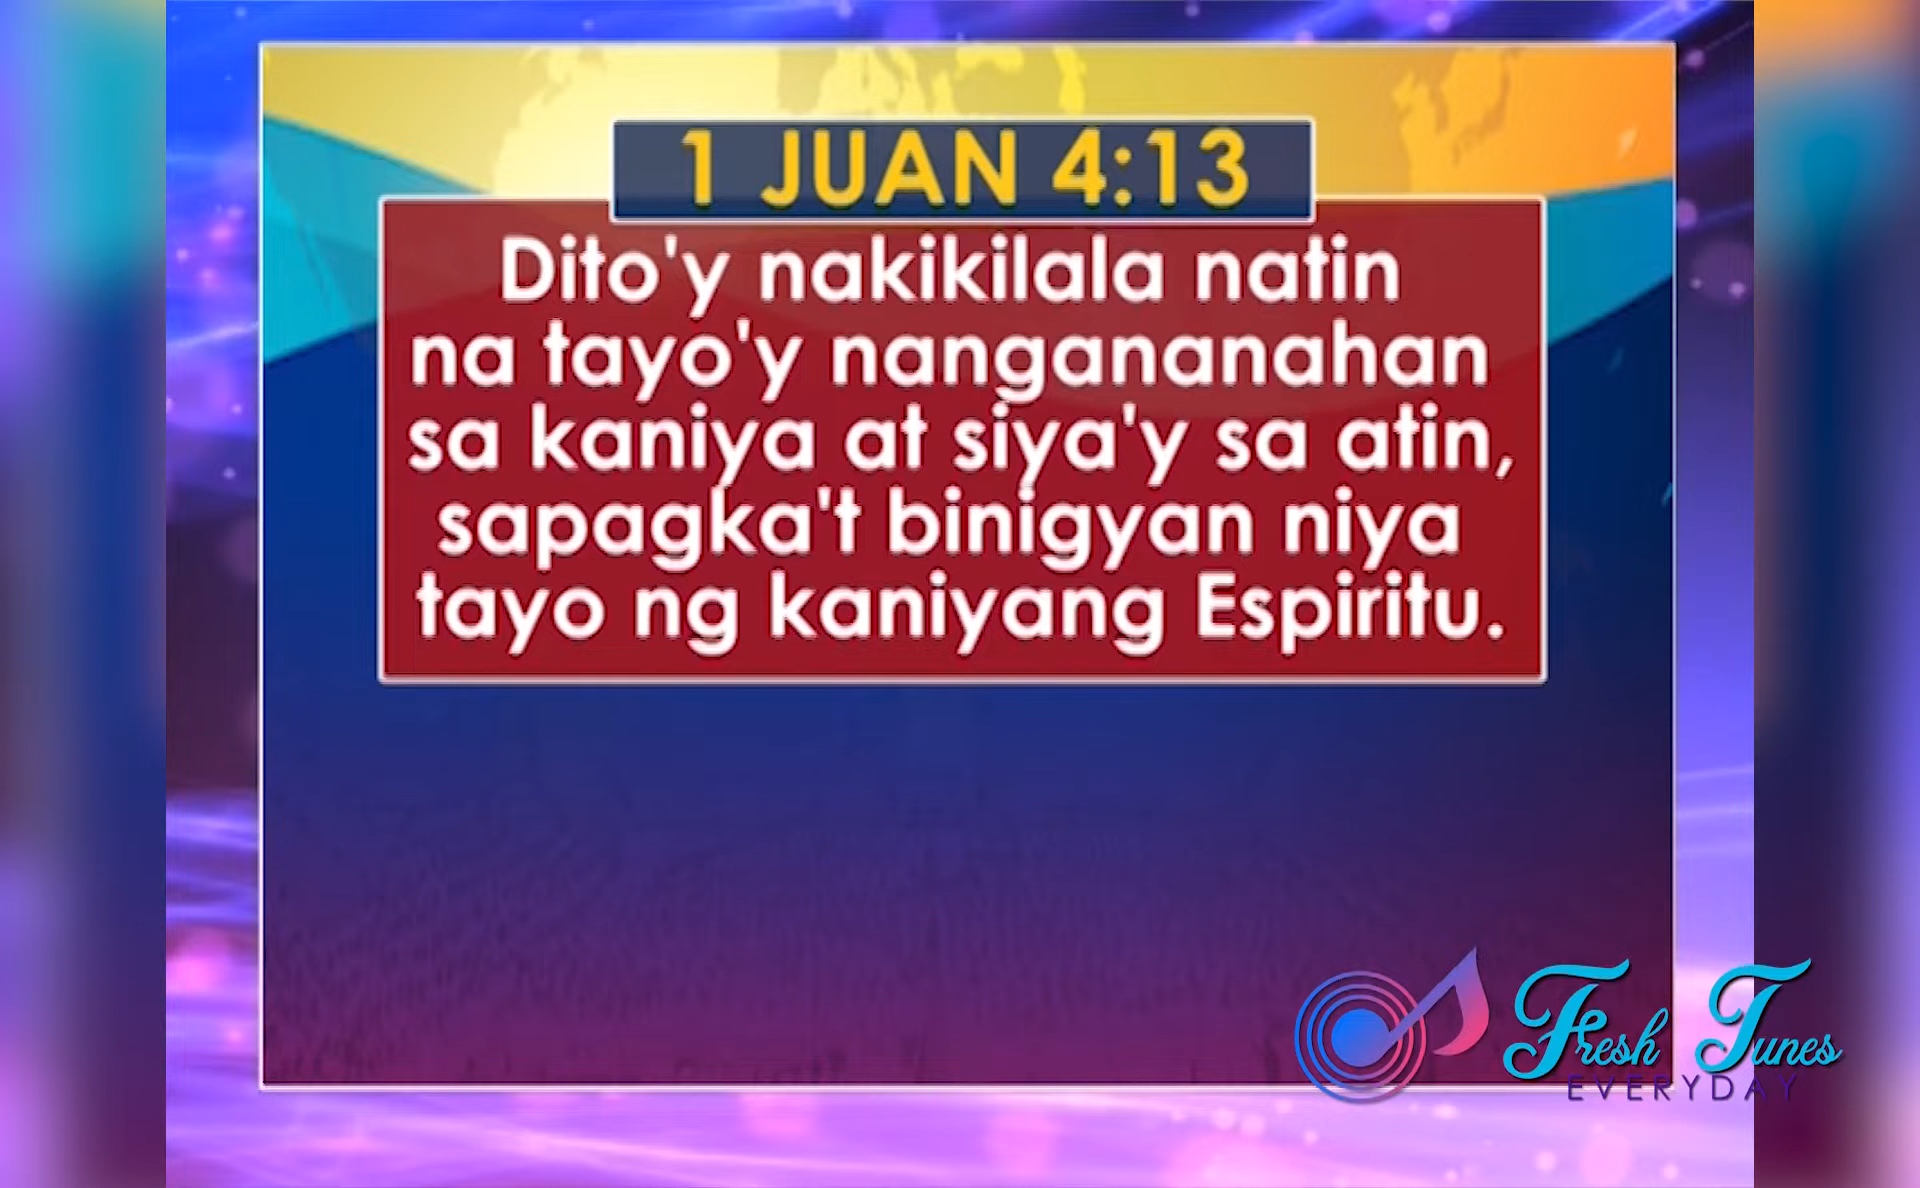 1 JUAN 4:13
Dito'y nakikilala natin
na tayo'y nangananahan
sa kaniya at siya'y sa atin,
sapagka't binigyan niya
tayo ng kaniyang Espiritu.
Fresh Tunes
EVERYDAY